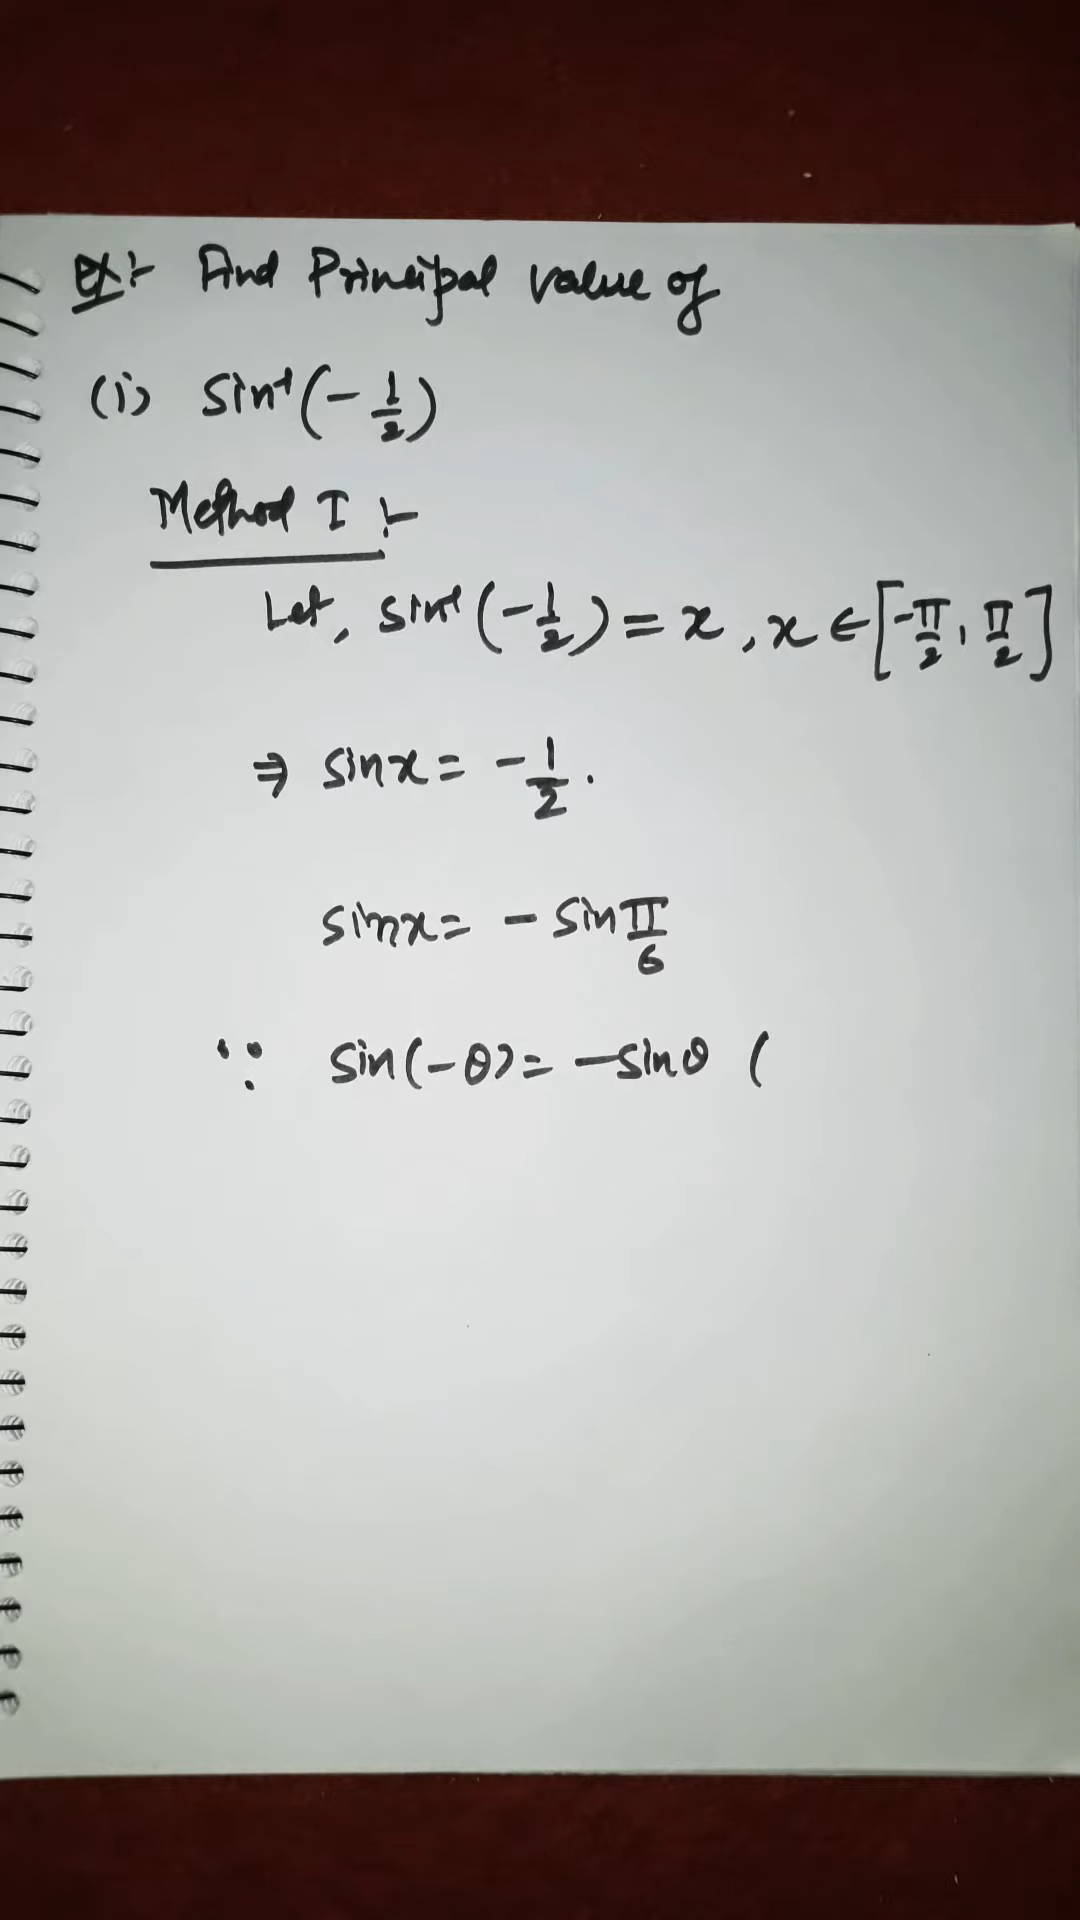 Ex:- Find Principal value of
(i) Sin⁻¹(-1/2)
Method I :-
Let, sin⁻¹(-1/2) = x , x ∈ [-π/2, π/2]
⇒ sinx = -1/2.
sinx = - sin π/6
∵ sin(-θ) = -sinθ (